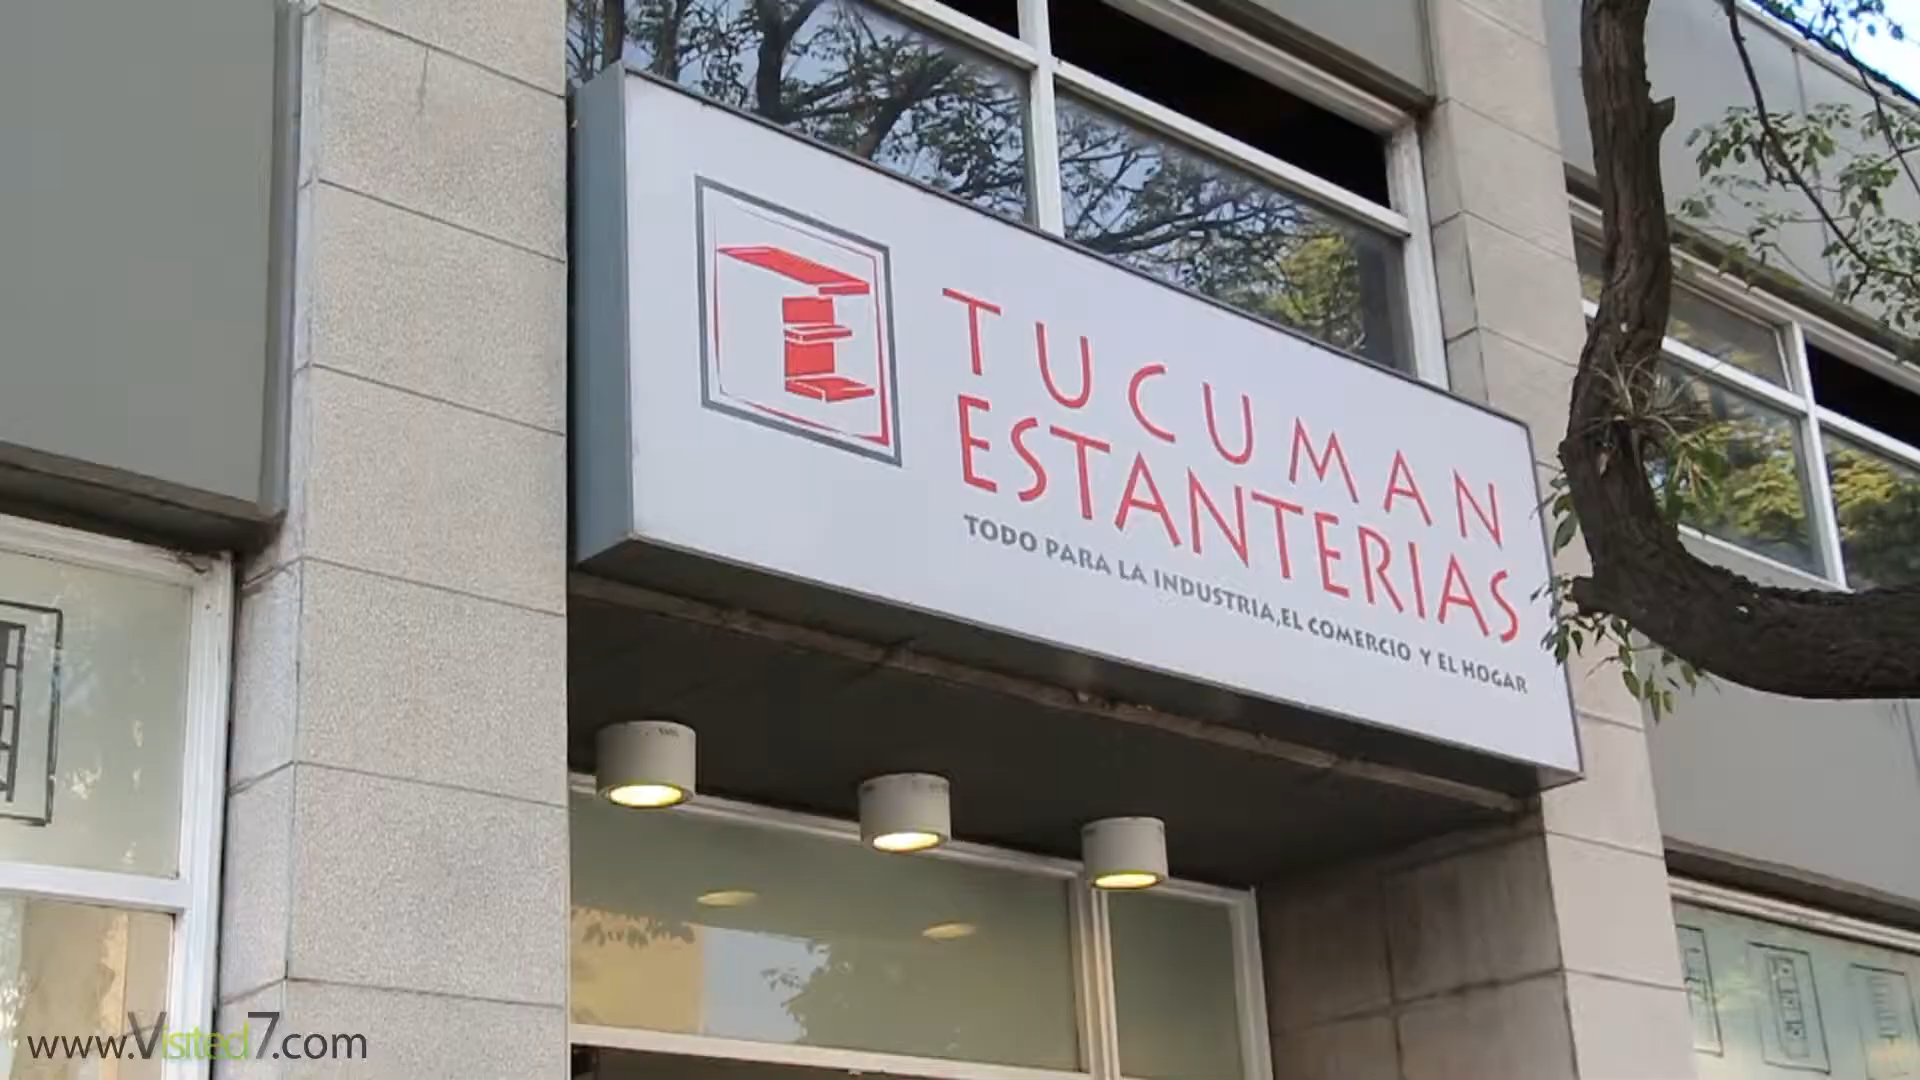 TUCUMAN
ESTANTERIAS
TODO PARA LA INDUSTRIA,EL COMERCIO Y EL HOGAR
www.Visited7.com